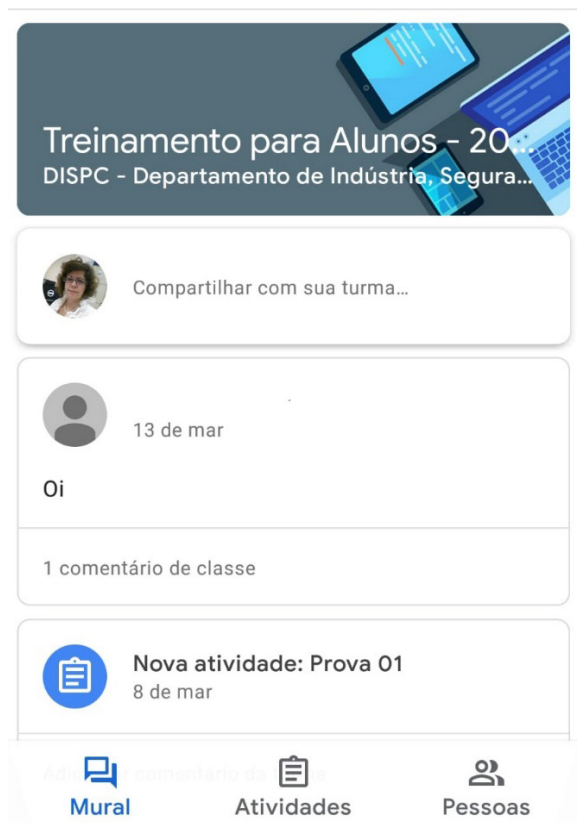 Treinamento para Alunos - 20...
DISPC - Departamento de Indústria, Segura...
Compartilhar com sua turma...
13 de mar
Oi
1 comentário de classe
Nova atividade: Prova 01
8 de mar
Mural
Atividades
Pessoas